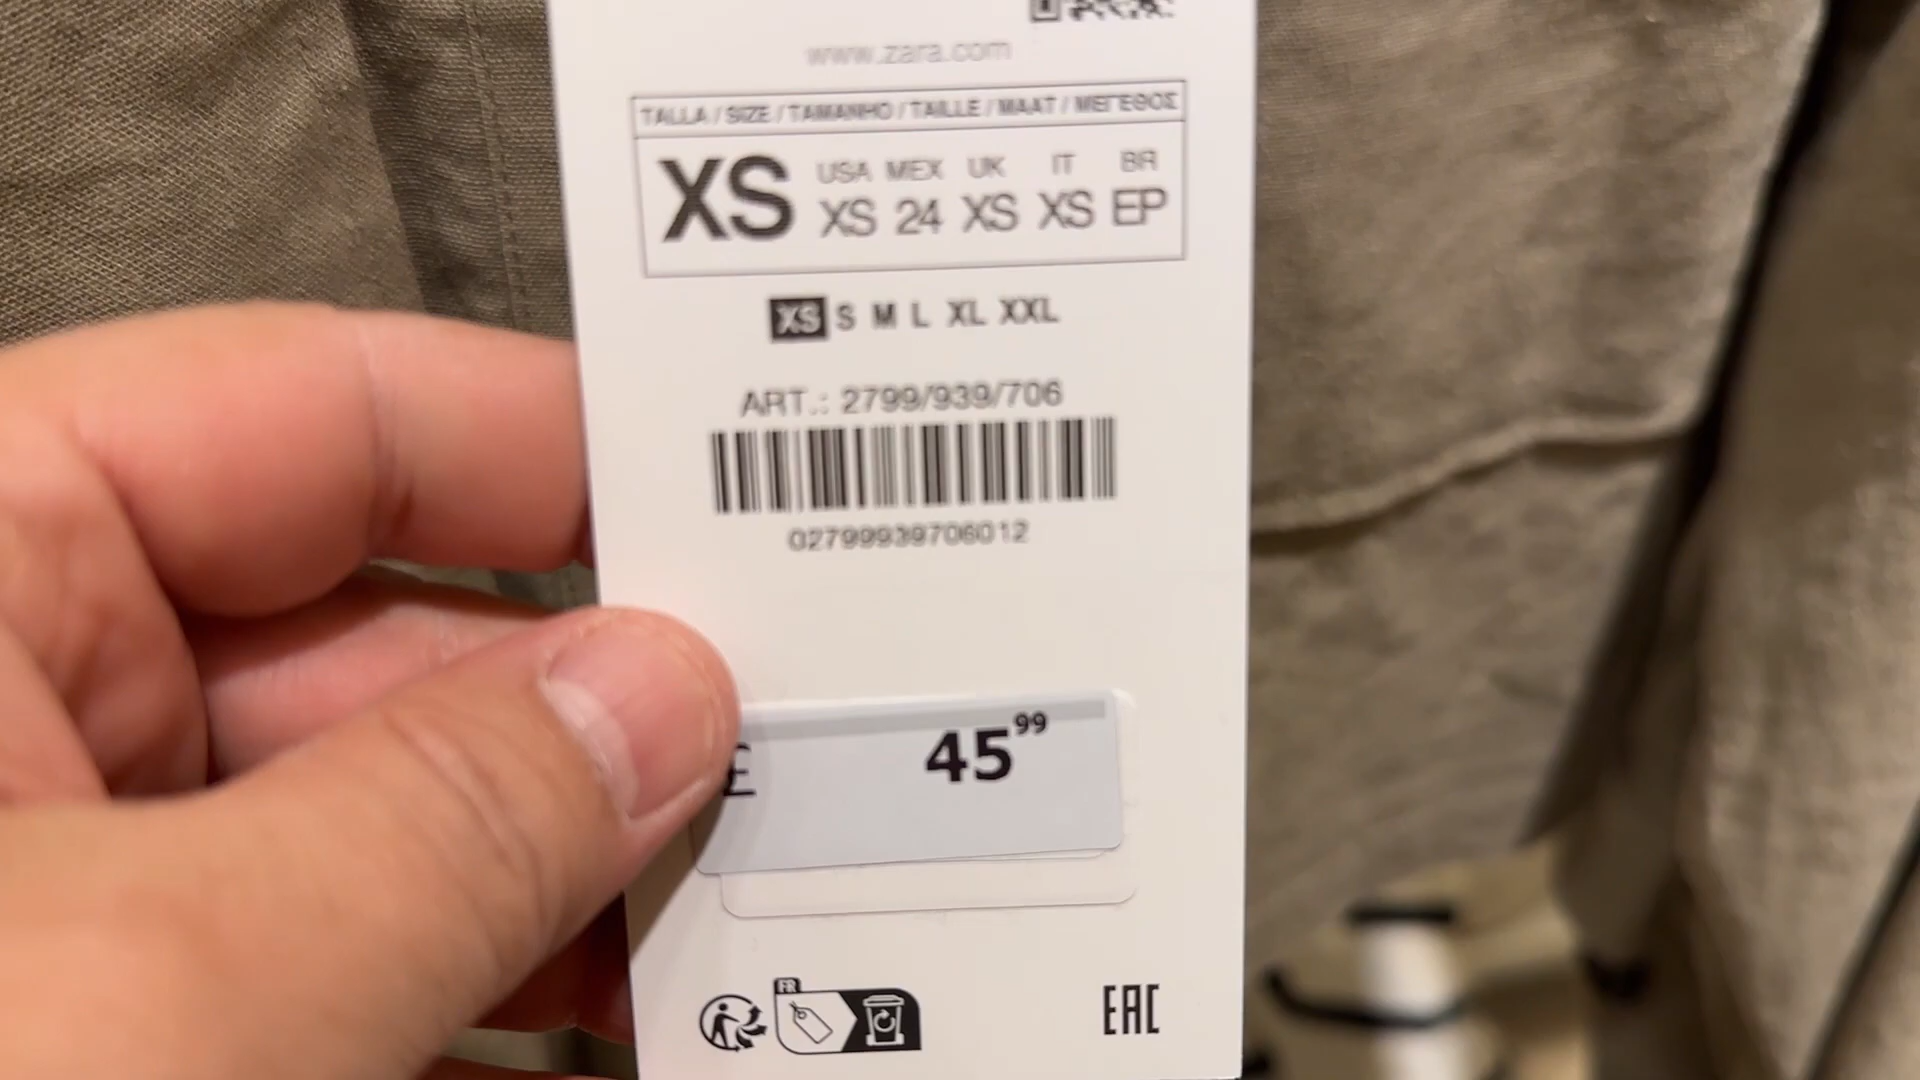 www.zara.com
TALLA / SIZE / TAMANHO / TAILLE / MAAT / ΜΕΓΕΘΟΣ
XS
USA MEX UK IT BR
XS 24 XS XS EP
XS S M L XL XXL
ART.: 2799/939/706
02799939706012
£ 45⁹⁹
FR
EAC